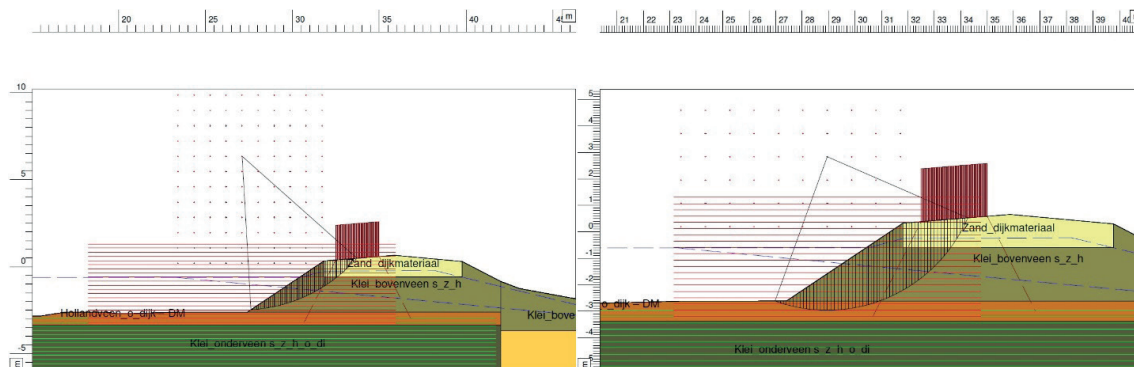 20 25 30 35 40 m
21 22 23 24 25 26 27 28 29 30 31 32 33 34 35 36 37 38 39 40
10
5
0
-5
m
Zand_dijkmateriaal
Klei_bovenveen s_z_h
Hollandveen_o_dijk – DM
Klei_bove
Klei_onderveen s_z_h_o_di
5
4
3
2
1
0
-1
-2
-3
-4
m
Zand_dijkmateriaal
Klei_bovenveen s_z_h
o_dijk – DM
Klei_onderveen s_z_h_o_di